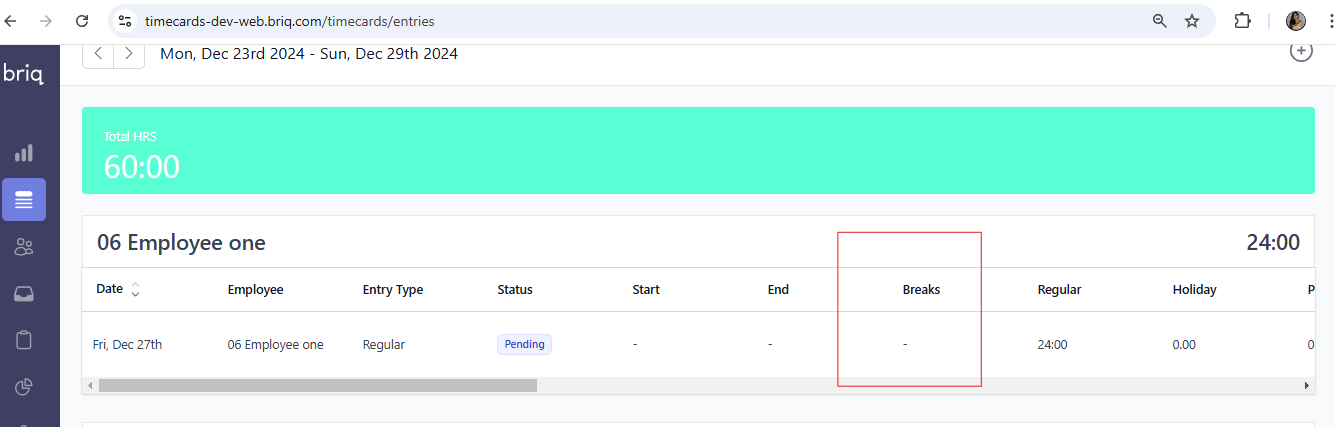 timecards-dev-web.briq.com/timecards/entries
briq
Mon, Dec 23rd 2024 - Sun, Dec 29th 2024
Total HRS
60:00
06 Employee one 24:00
Date Employee Entry Type Status Start End Breaks Regular Holiday P
Fri, Dec 27th 06 Employee one Regular Pending - - - 24:00 0.00 0